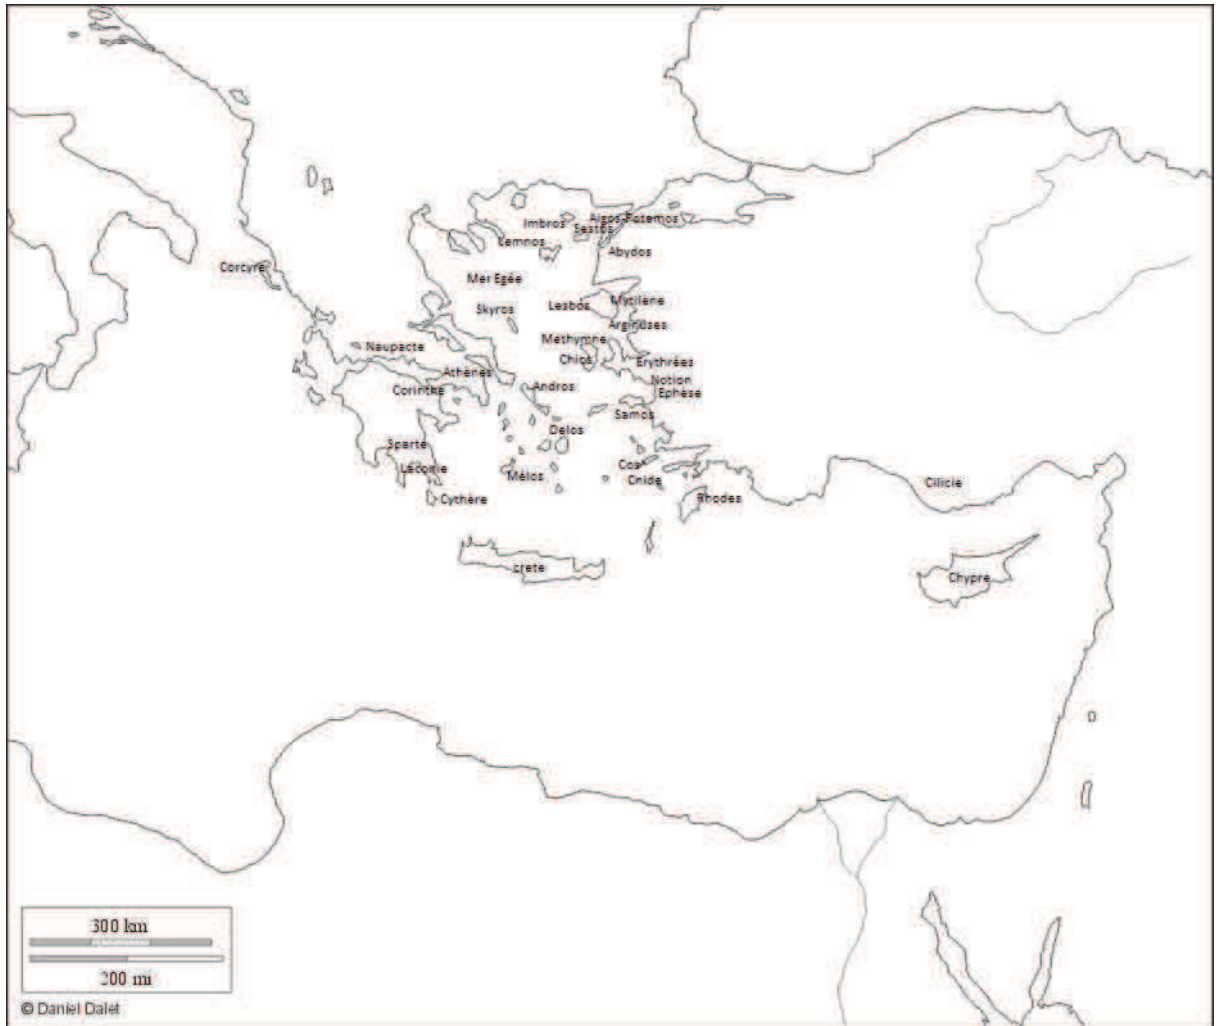 Imbros
Aigos Potamos
Sestos
Lemnos
Abydos
Corcyre
Mer Egée
Lesbos
Mytilène
Skyros
Arginuses
Méthymne
Naupacte
Chios
Erythrées
Athènes
Notion
Corinthe
Andros
Ephèse
Samos
Delos
Sparte
Cos
Laconie
Mélos
Cnide
Cilicie
Cythère
Rhodes
crete
Chypre
300 km
200 mi
© Daniel Dalet